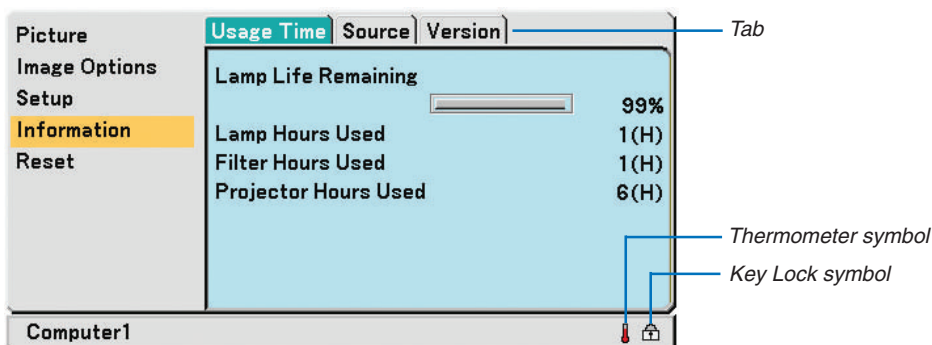 Picture
Image Options
Setup
Information
Reset
Usage Time Source Version
Tab
Lamp Life Remaining
99%
Lamp Hours Used 1(H)
Filter Hours Used 1(H)
Projector Hours Used 6(H)
Thermometer symbol
Key Lock symbol
Computer1